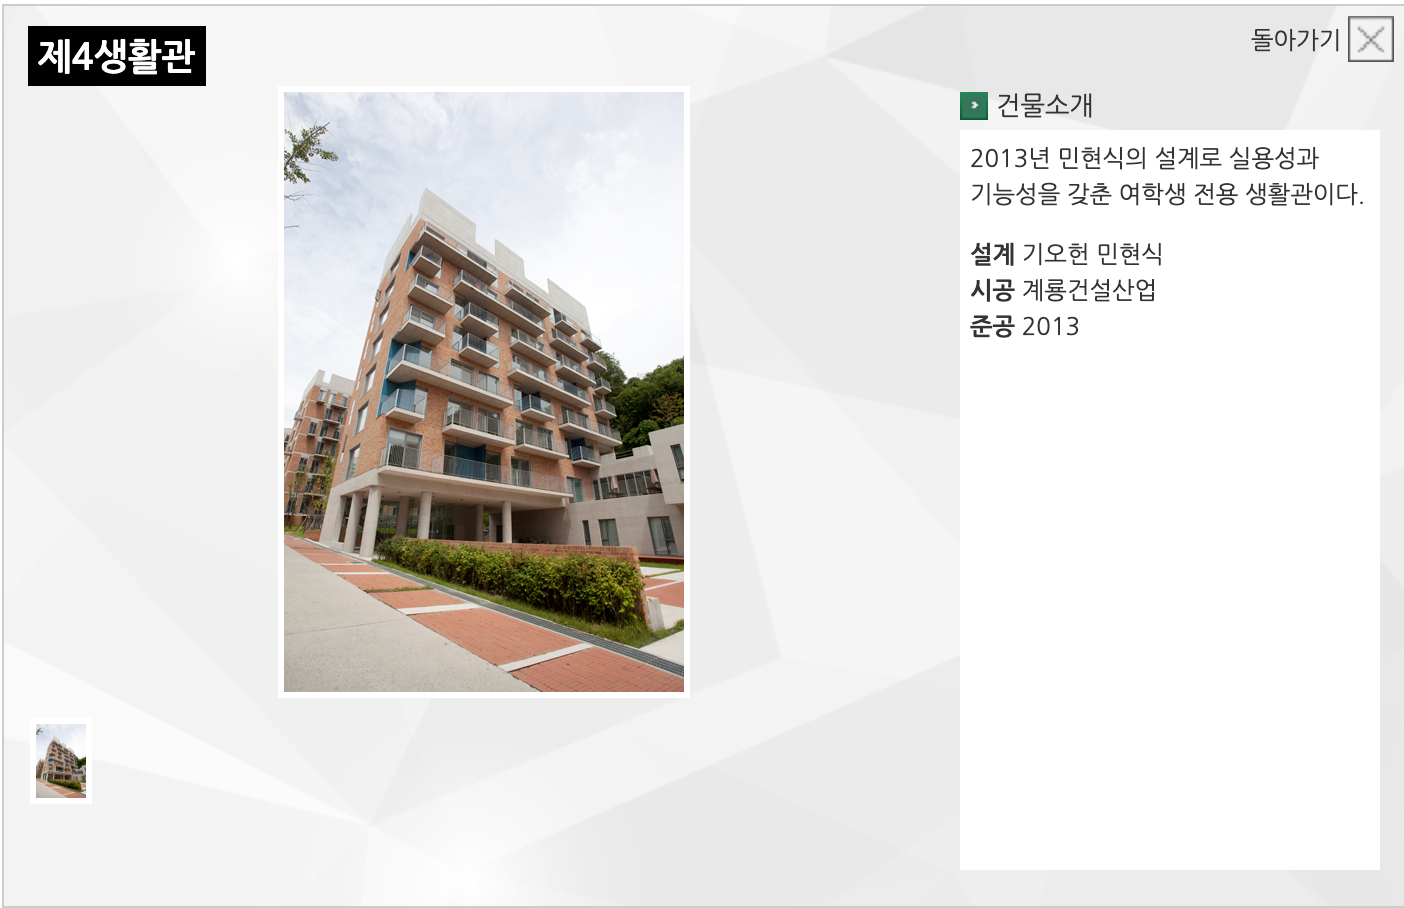 제4생활관
돌아가기
건물소개
2013년 민현식의 설계로 실용성과
기능성을 갖춘 여학생 전용 생활관이다.
설계 기오헌 민현식
시공 계룡건설산업
준공 2013